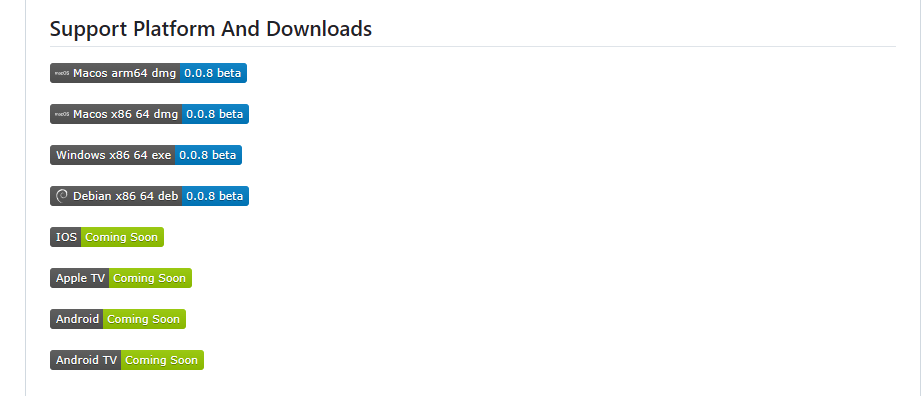 Support Platform And Downloads
macOS Macos arm64 dmg 0.0.8 beta
macOS Macos x86 64 dmg 0.0.8 beta
Windows x86 64 exe 0.0.8 beta
Debian x86 64 deb 0.0.8 beta
IOS Coming Soon
Apple TV Coming Soon
Android Coming Soon
Android TV Coming Soon